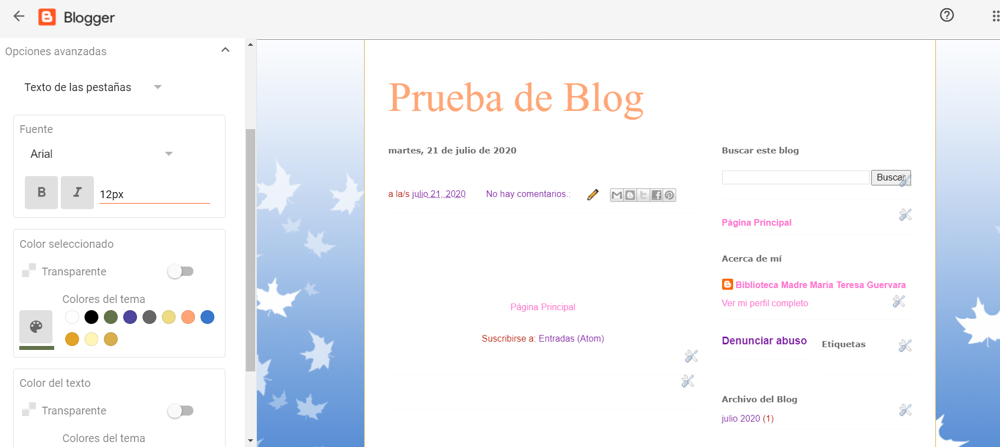 Blogger
Opciones avanzadas
Texto de las pestañas
Fuente
Arial
B I 12px
Color seleccionado
Transparente
Colores del tema
Color del texto
Transparente
Colores del tema
Prueba de Blog
martes, 21 de julio de 2020
a la/s julio 21, 2020 No hay comentarios.:
Página Principal
Suscribirse a: Entradas (Atom)
Buscar este blog
Buscar
Página Principal
Acerca de mí
Biblioteca Madre María Teresa Guervara
Ver mi perfil completo
Denunciar abuso
Etiquetas
Archivo del Blog
julio 2020 (1)